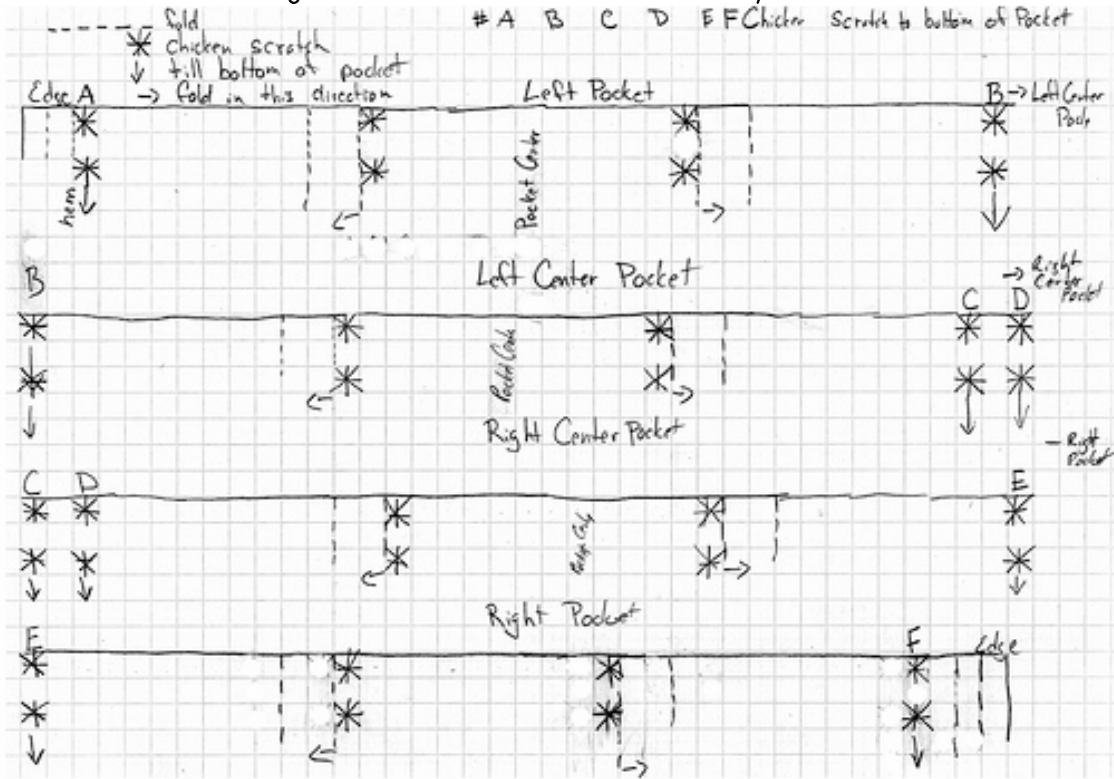 fold # A B C D E F Chicken Scratch to bottom of Pocket
chicken scratch
till bottom of pocket
Edge A → fold in this direction Left Pocket B → Left Center
Pocket Center
hem
B Left Center Pocket → Right
Center
Pocket
C D
Pocket Center
Right Center Pocket
— Right
Pocket
C D E
Right Pocket
E F Edge